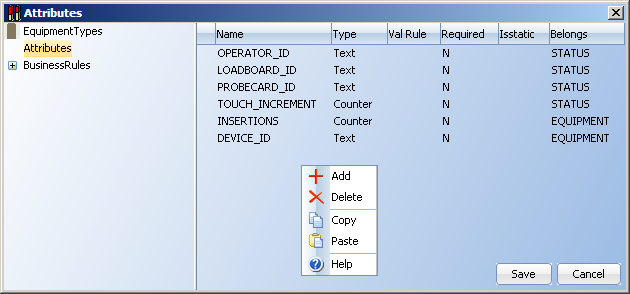 Attributes
EquipmentTypes
Attributes
BusinessRules
Name Type Val Rule Required Isstatic Belongs
OPERATOR_ID Text N STATUS
LOADBOARD_ID Text N STATUS
PROBECARD_ID Text N STATUS
TOUCH_INCREMENT Counter N STATUS
INSERTIONS Counter N EQUIPMENT
DEVICE_ID Text N EQUIPMENT
Add
Delete
Copy
Paste
Help
Save Cancel